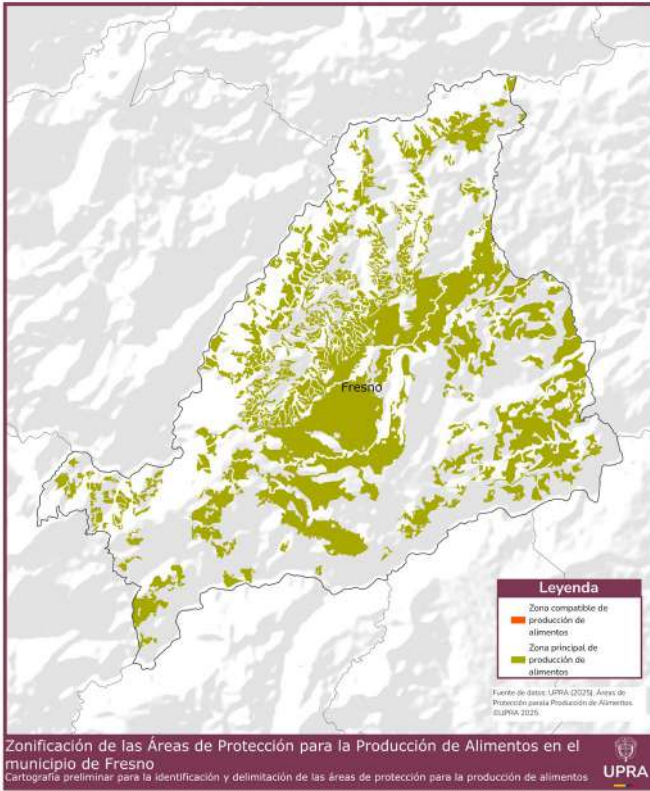 Fresno
Leyenda
Zona compatible de
producción de
alimentos
Zona principal de
producción de
alimentos
Fuente de datos: UPRA (2025). Áreas de
Protección parala Producción de Alimentos.
©UPRA 2025.
Zonificación de las Áreas de Protección para la Producción de Alimentos en el
municipio de Fresno
Cartografía preliminar para la identificación y delimitación de las áreas de protección para la producción de alimentos
UPRA